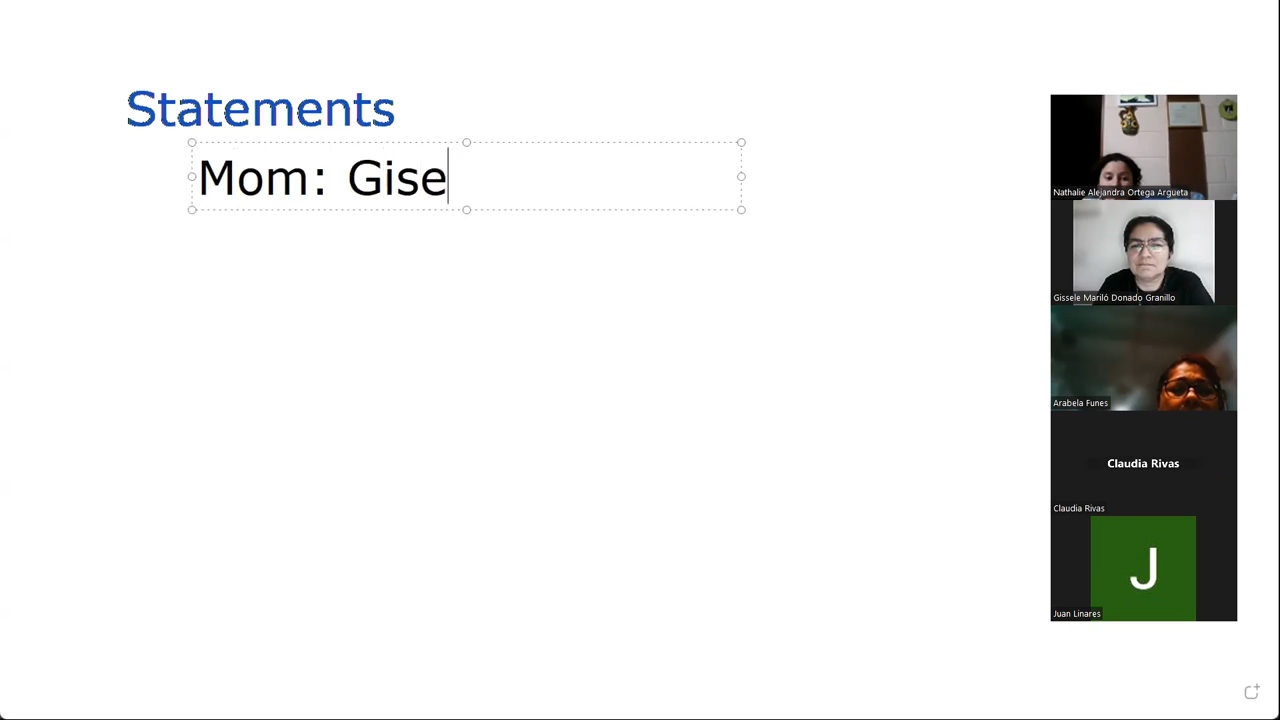 Statements
Mom: Gise
Nathalie Alejandra Ortega Argueta
Gissele Mariló Donado Granillo
Arabela Funes
Claudia Rivas
Claudia Rivas
J
Juan Linares